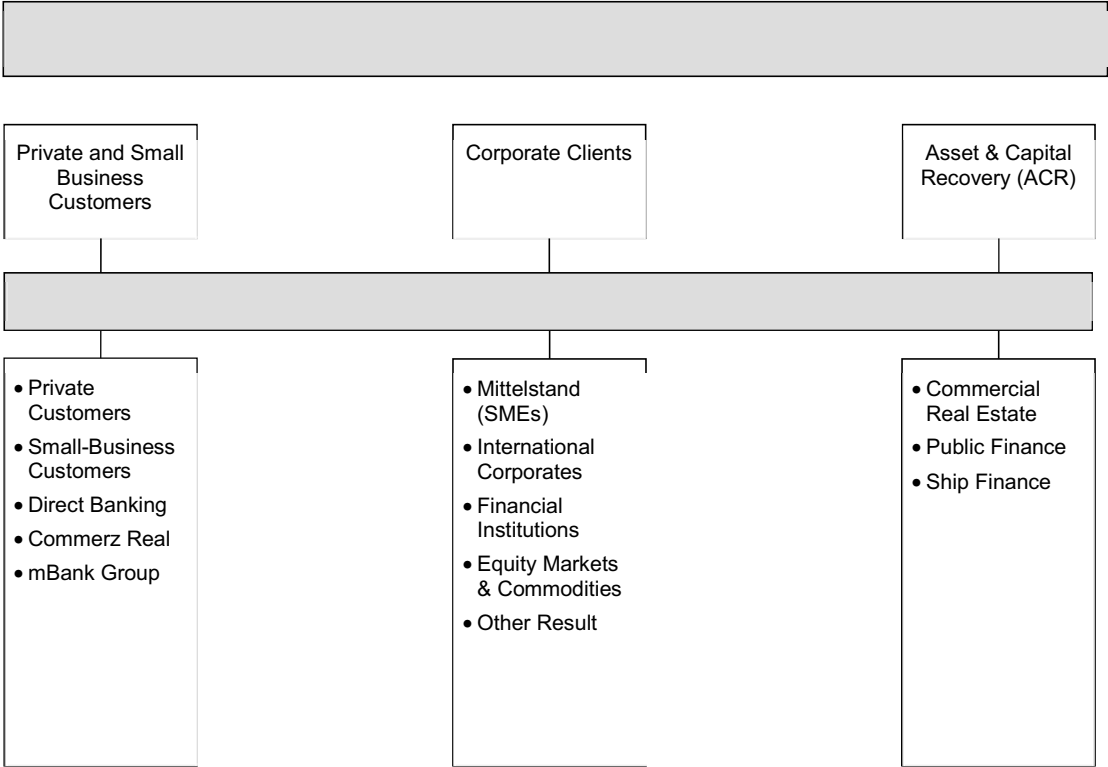 Private and Small
Business
Customers
Corporate Clients
Asset & Capital
Recovery (ACR)
• Private
Customers
• Small-Business
Customers
• Direct Banking
• Commerz Real
• mBank Group
• Mittelstand
(SMEs)
• International
Corporates
• Financial
Institutions
• Equity Markets
& Commodities
• Other Result
• Commercial
Real Estate
• Public Finance
• Ship Finance